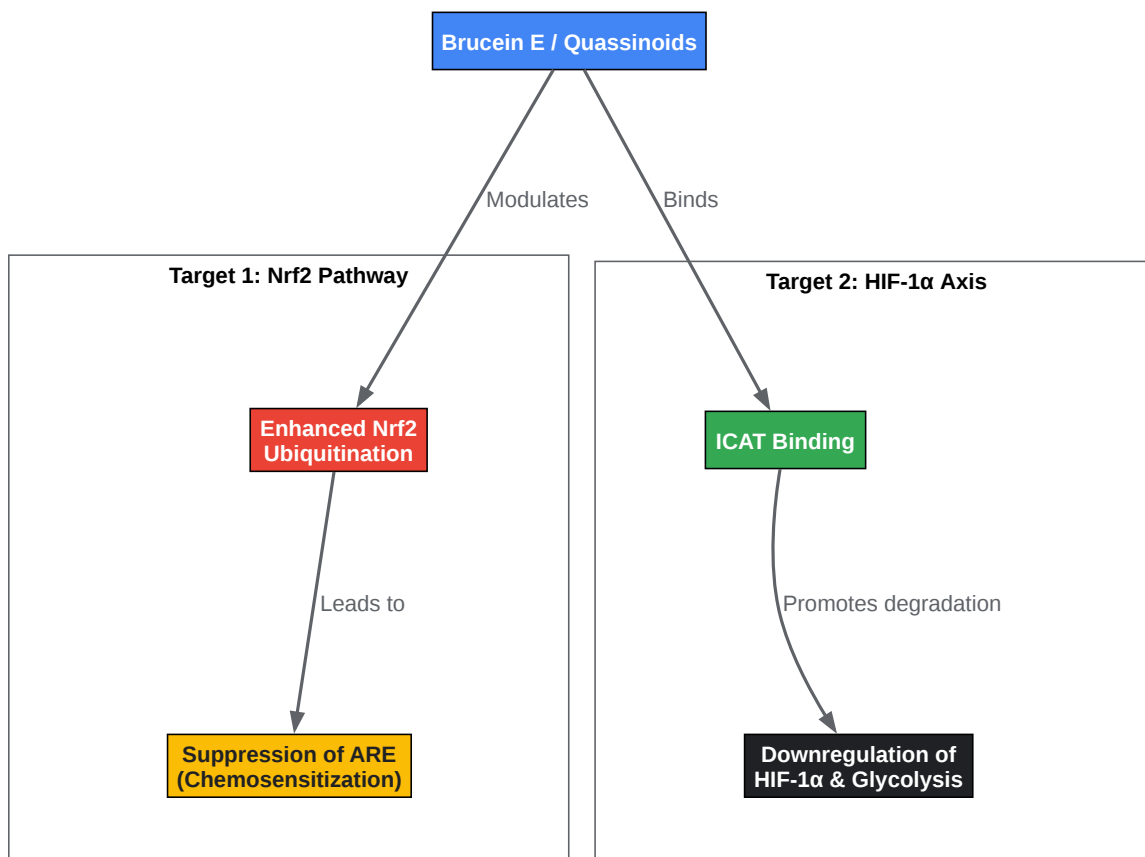 Brucein E / Quassinoids
Modulates
Binds
Target 1: Nrf2 Pathway
Target 2: HIF-1α Axis
Enhanced Nrf2
Ubiquitination
ICAT Binding
Leads to
Promotes degradation
Suppression of ARE
(Chemosensitization)
Downregulation of
HIF-1α & Glycolysis